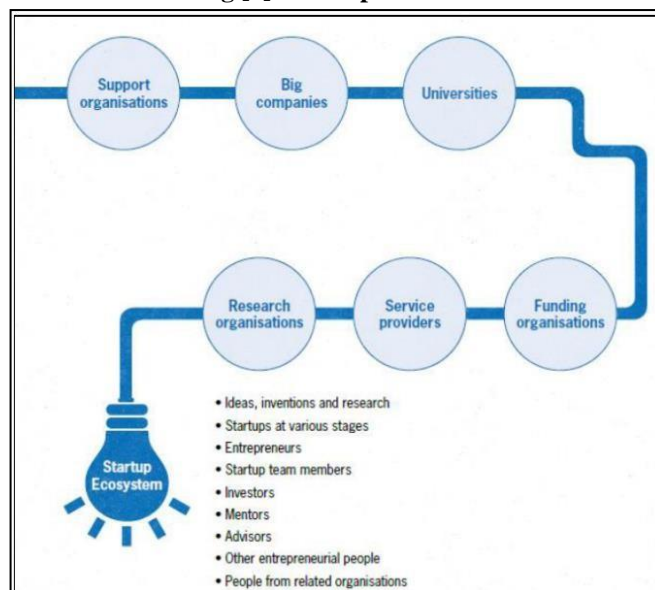 Support
organisations
Big
companies
Universities
Research
organisations
Service
providers
Funding
organisations
Startup
Ecosystem
• Ideas, inventions and research
• Startups at various stages
• Entrepreneurs
• Startup team members
• Investors
• Mentors
• Advisors
• Other entrepreneurial people
• People from related organisations